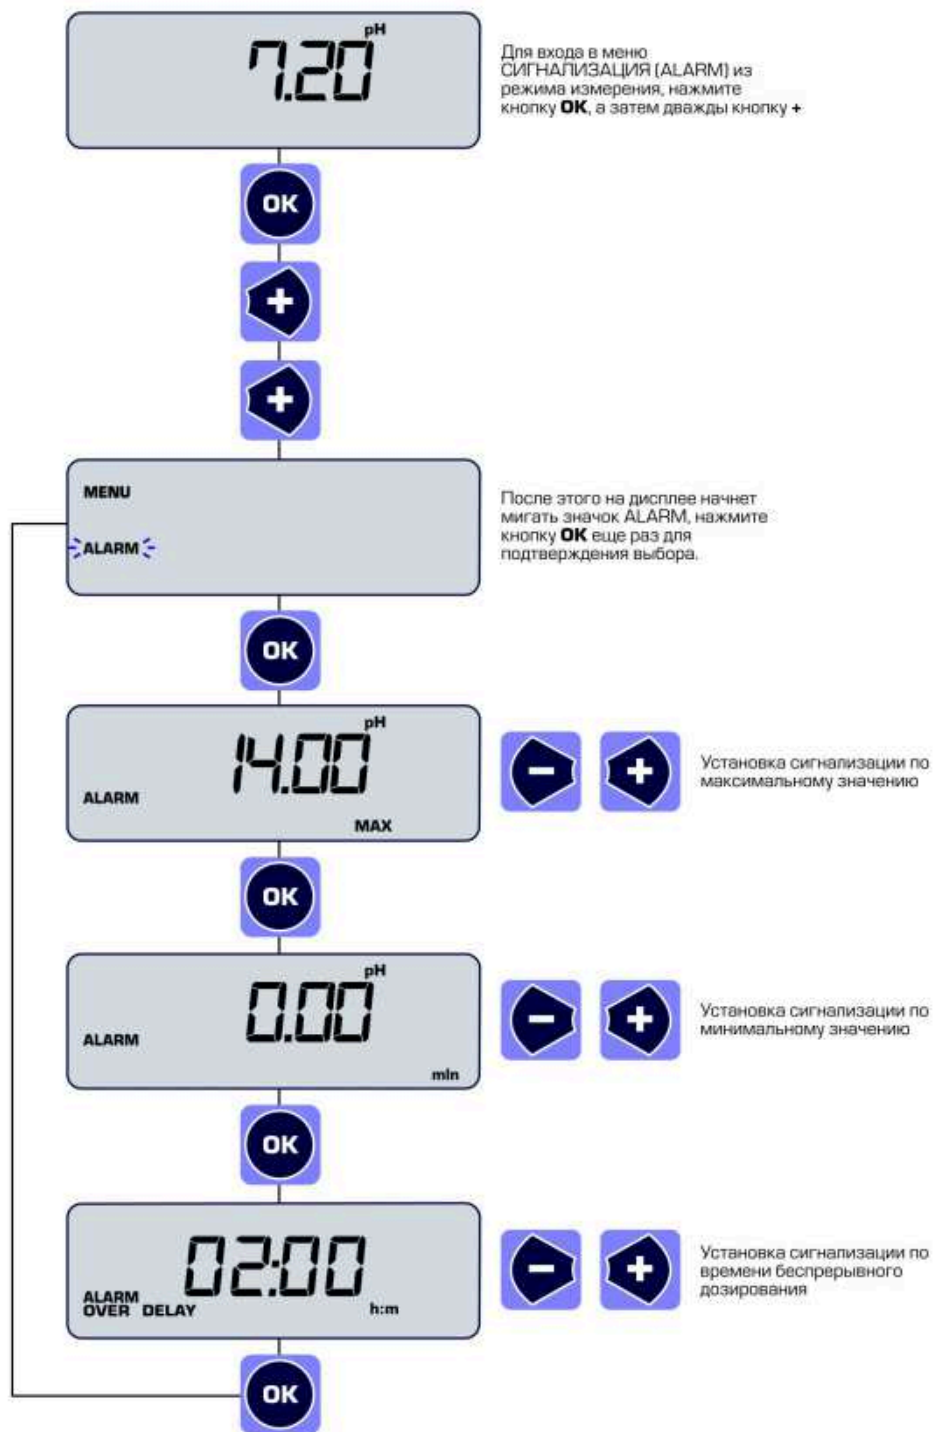 pH
7.20
Для входа в меню
СИГНАЛИЗАЦИЯ (ALARM) из
режима измерения, нажмите
кнопку OK, а затем дважды кнопку +
OK
+
+
MENU
ALARM
После этого на дисплее начнет
мигать значок ALARM, нажмите
кнопку OK еще раз для
подтверждения выбора.
OK
pH
14.00
ALARM
MAX
- +
Установка сигнализации по
максимальному значению
OK
pH
0.00
ALARM
min
- +
Установка сигнализации по
минимальному значению
OK
02:00
ALARM
OVER DELAY
h:m
- +
Установка сигнализации по
времени беспрерывного
дозирования
OK